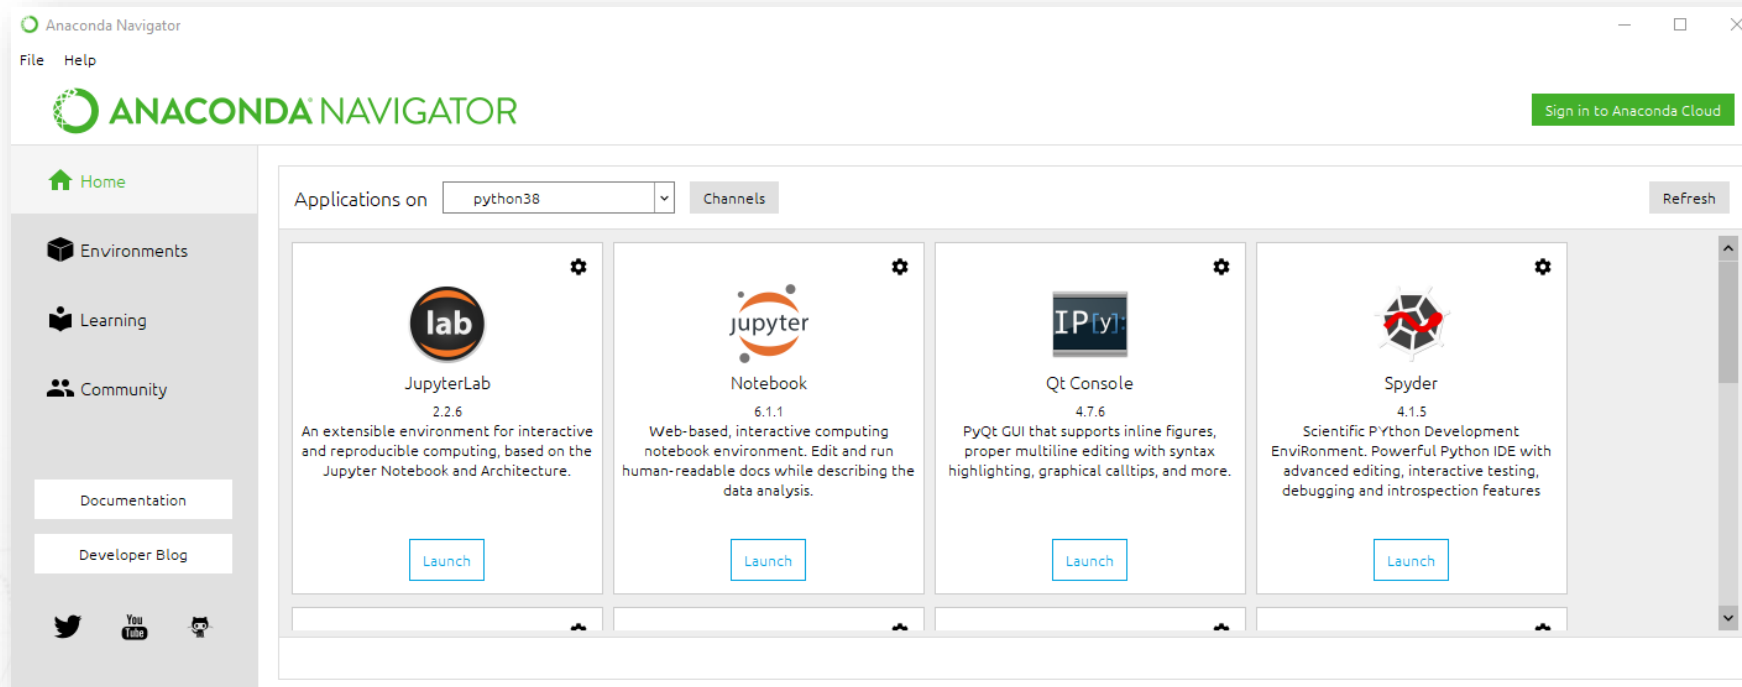 Anaconda Navigator
File Help
ANACONDA NAVIGATOR
Sign in to Anaconda Cloud
Home
Environments
Learning
Community
Documentation
Developer Blog
You
Tube
Applications on python38 Channels Refresh
lab
JupyterLab
2.2.6
An extensible environment for interactive
and reproducible computing, based on the
Jupyter Notebook and Architecture.
Launch
jupyter
Notebook
6.1.1
Web-based, interactive computing
notebook environment. Edit and run
human-readable docs while describing the
data analysis.
Launch
IP[y]:
Qt Console
4.7.6
PyQt GUI that supports inline figures,
proper multiline editing with syntax
highlighting, graphical calltips, and more.
Launch
Spyder
4.1.5
Scientific PYthon Development
EnviRonment. Powerful Python IDE with
advanced editing, interactive testing,
debugging and introspection features
Launch